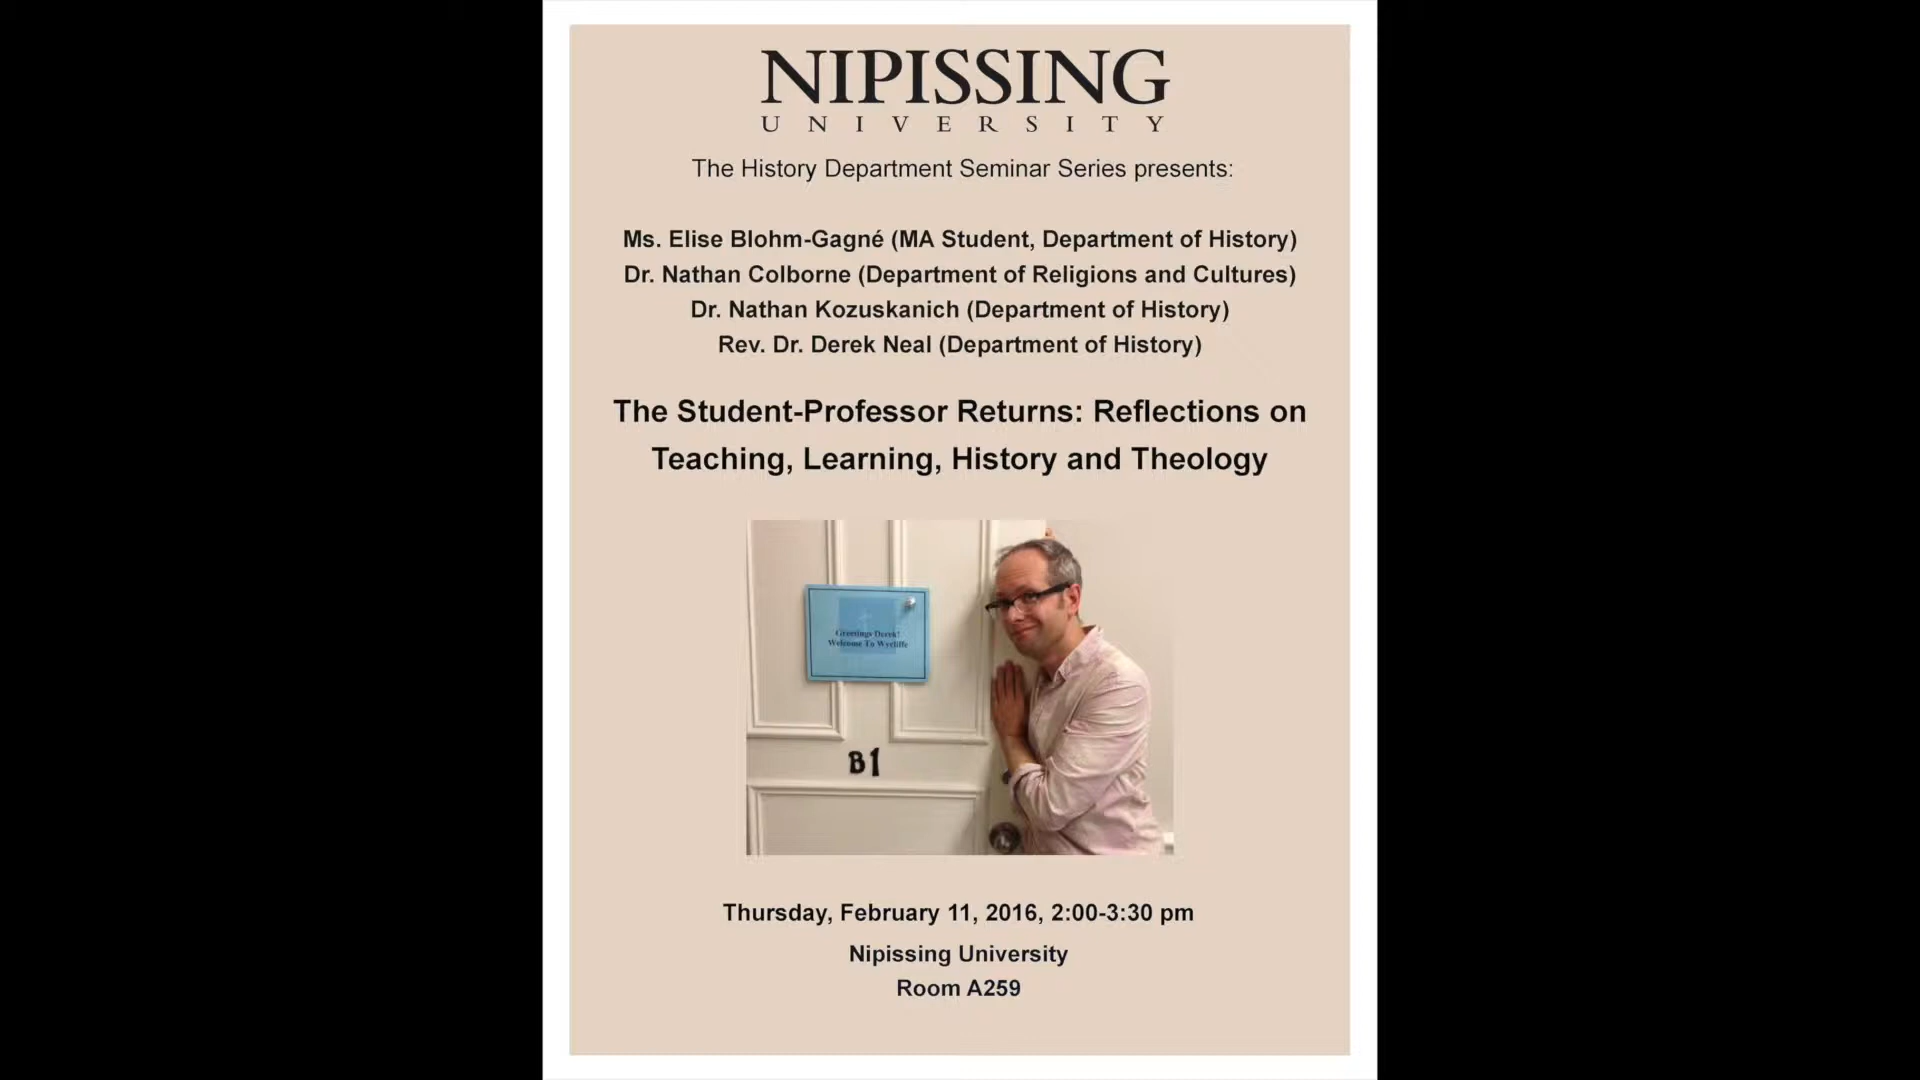 NIPISSING
UNIVERSITY
The History Department Seminar Series presents:
Ms. Elise Blohm-Gagné (MA Student, Department of History)
Dr. Nathan Colborne (Department of Religions and Cultures)
Dr. Nathan Kozuskanich (Department of History)
Rev. Dr. Derek Neal (Department of History)
The Student-Professor Returns: Reflections on
Teaching, Learning, History and Theology
Greetings Derek!
Welcome To Wycliffe
B1
Thursday, February 11, 2016, 2:00-3:30 pm
Nipissing University
Room A259